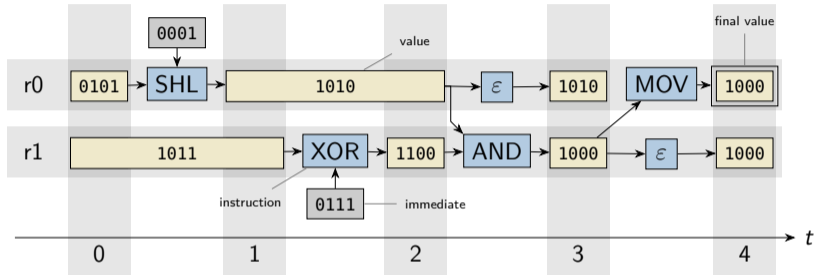 final value
0001
value
r0 0101 SHL 1010 ε 1010 MOV 1000
r1 1011 XOR 1100 AND 1000 ε 1000
instruction 0111 immediate
t
0 1 2 3 4